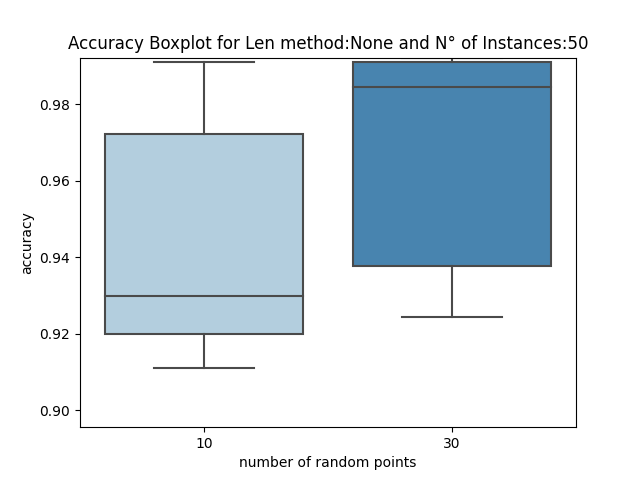 Accuracy Boxplot for Len method:None and N° of Instances:50
0.98
0.96
0.94
0.92
0.90
accuracy
10
30
number of random points